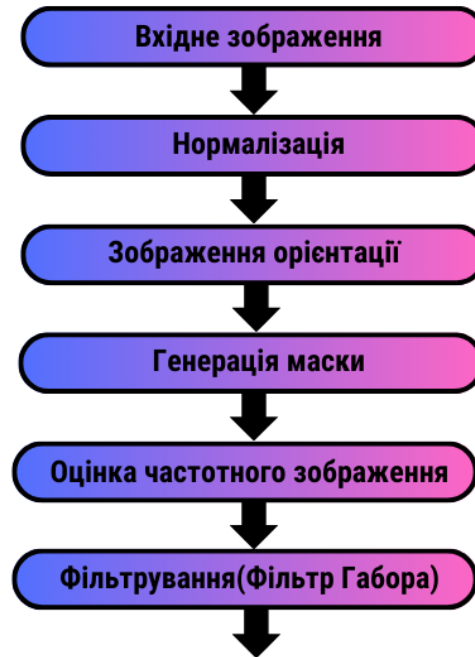 Вхідне зображення
Нормалізація
Зображення орієнтації
Генерація маски
Оцінка частотного зображення
Фільтрування(Фільтр Габора)